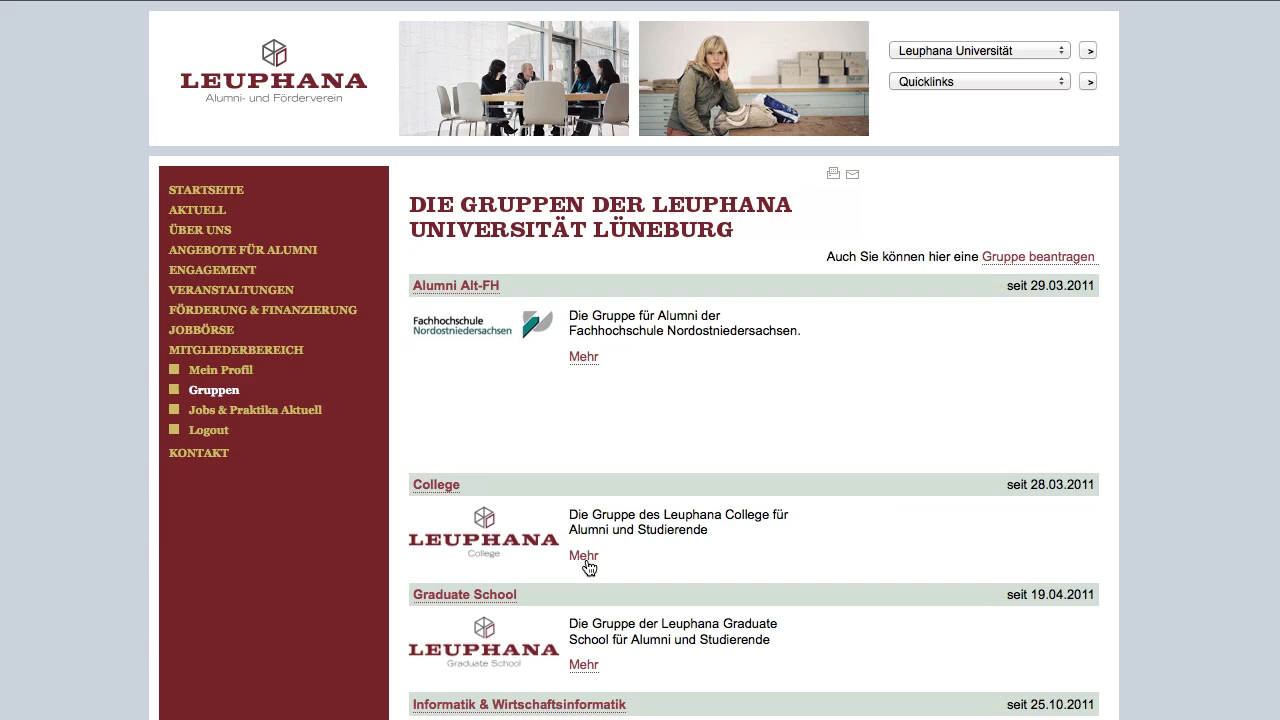 LEUPHANA
Alumni- und Förderverein
Leuphana Universität
>
Quicklinks
>
STARTSEITE
AKTUELL
ÜBER UNS
ANGEBOTE FÜR ALUMNI
ENGAGEMENT
VERANSTALTUNGEN
FÖRDERUNG & FINANZIERUNG
JOBBÖRSE
MITGLIEDERBEREICH
Mein Profil
Gruppen
Jobs & Praktika Aktuell
Logout
KONTAKT
DIE GRUPPEN DER LEUPHANA
UNIVERSITÄT LÜNEBURG
Auch Sie können hier eine Gruppe beantragen
Alumni Alt-FH seit 29.03.2011
Fachhochschule
Nordostniedersachsen
Die Gruppe für Alumni der
Fachhochschule Nordostniedersachsen.
Mehr
College seit 28.03.2011
LEUPHANA
College
Die Gruppe des Leuphana College für
Alumni und Studierende
Mehr
Graduate School seit 19.04.2011
LEUPHANA
Graduate School
Die Gruppe der Leuphana Graduate
School für Alumni und Studierende
Mehr
Informatik & Wirtschaftsinformatik seit 25.10.2011